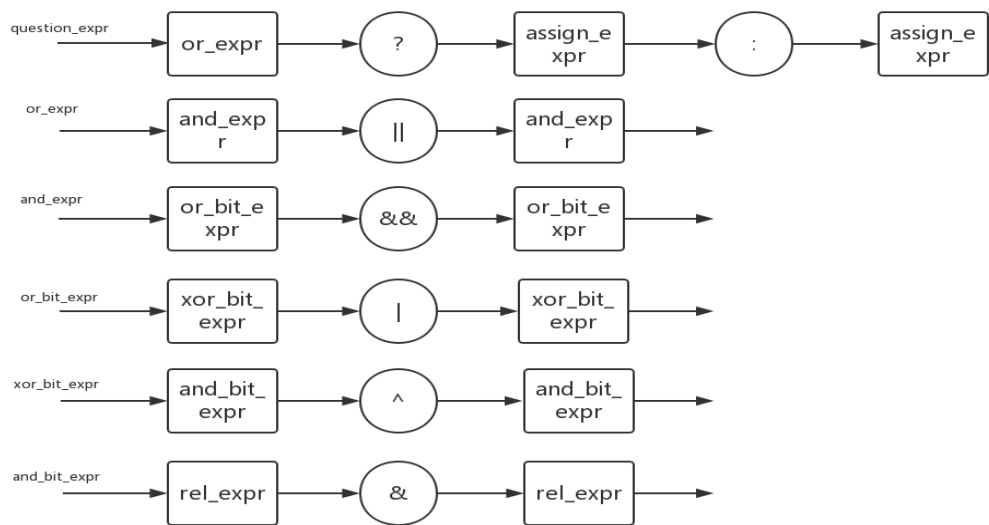 question_expr
or_expr ? assign_e : assign_e
xpr xpr
or_expr
and_exp || and_exp
r r
and_expr
or_bit_e && or_bit_e
xpr xpr
or_bit_expr
xor_bit_ | xor_bit_
expr expr
xor_bit_expr
and_bit_ ^ and_bit_
expr expr
and_bit_expr
rel_expr & rel_expr